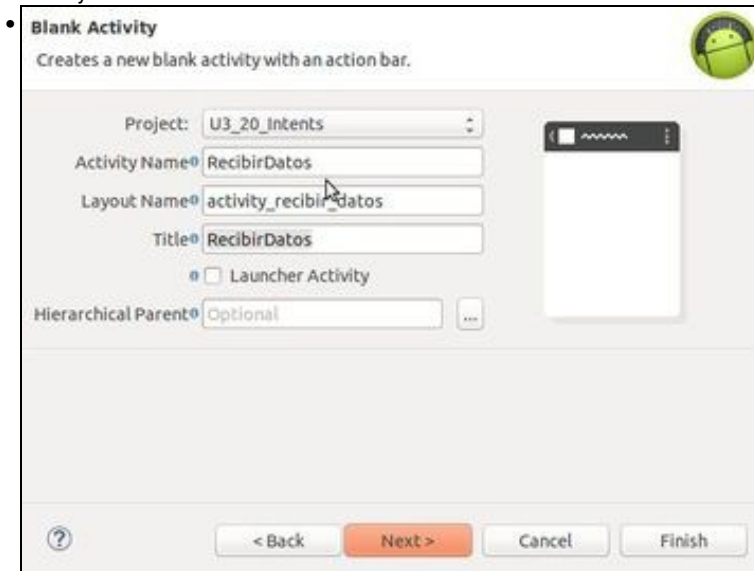 Blank Activity
Creates a new blank activity with an action bar.
Project: U3_20_Intents
Activity Name RecibirDatos
Layout Name activity_recibir_datos
Title RecibirDatos
Launcher Activity
Hierarchical Parent Optional ...
? < Back Next > Cancel Finish